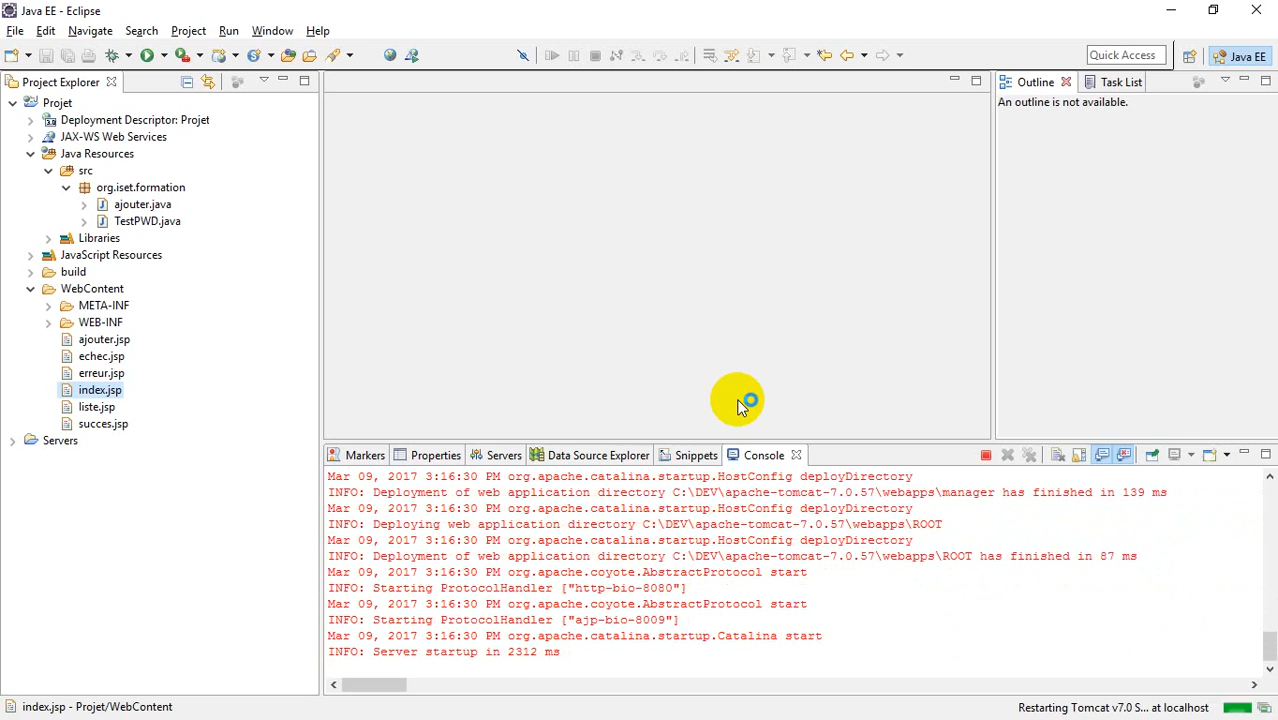 Java EE - Eclipse
File Edit Navigate Search Project Run Window Help
Quick Access
Java EE
Project Explorer
Projet
Deployment Descriptor: Projet
JAX-WS Web Services
Java Resources
src
org.iset.formation
ajouter.java
TestPWD.java
Libraries
JavaScript Resources
build
WebContent
META-INF
WEB-INF
ajouter.jsp
echec.jsp
erreur.jsp
index.jsp
liste.jsp
succes.jsp
Servers
Outline Task List
An outline is not available.
Markers Properties Servers Data Source Explorer Snippets Console
Mar 09, 2017 3:16:30 PM org.apache.catalina.startup.HostConfig deployDirectory
INFO: Deployment of web application directory C:\DEV\apache-tomcat-7.0.57\webapps\manager has finished in 139 ms
Mar 09, 2017 3:16:30 PM org.apache.catalina.startup.HostConfig deployDirectory
INFO: Deploying web application directory C:\DEV\apache-tomcat-7.0.57\webapps\ROOT
Mar 09, 2017 3:16:30 PM org.apache.catalina.startup.HostConfig deployDirectory
INFO: Deployment of web application directory C:\DEV\apache-tomcat-7.0.57\webapps\ROOT has finished in 87 ms
Mar 09, 2017 3:16:30 PM org.apache.coyote.AbstractProtocol start
INFO: Starting ProtocolHandler ["http-bio-8080"]
Mar 09, 2017 3:16:30 PM org.apache.coyote.AbstractProtocol start
INFO: Starting ProtocolHandler ["ajp-bio-8009"]
Mar 09, 2017 3:16:30 PM org.apache.catalina.startup.Catalina start
INFO: Server startup in 2312 ms
index.jsp - Projet/WebContent
Restarting Tomcat v7.0 S... at localhost